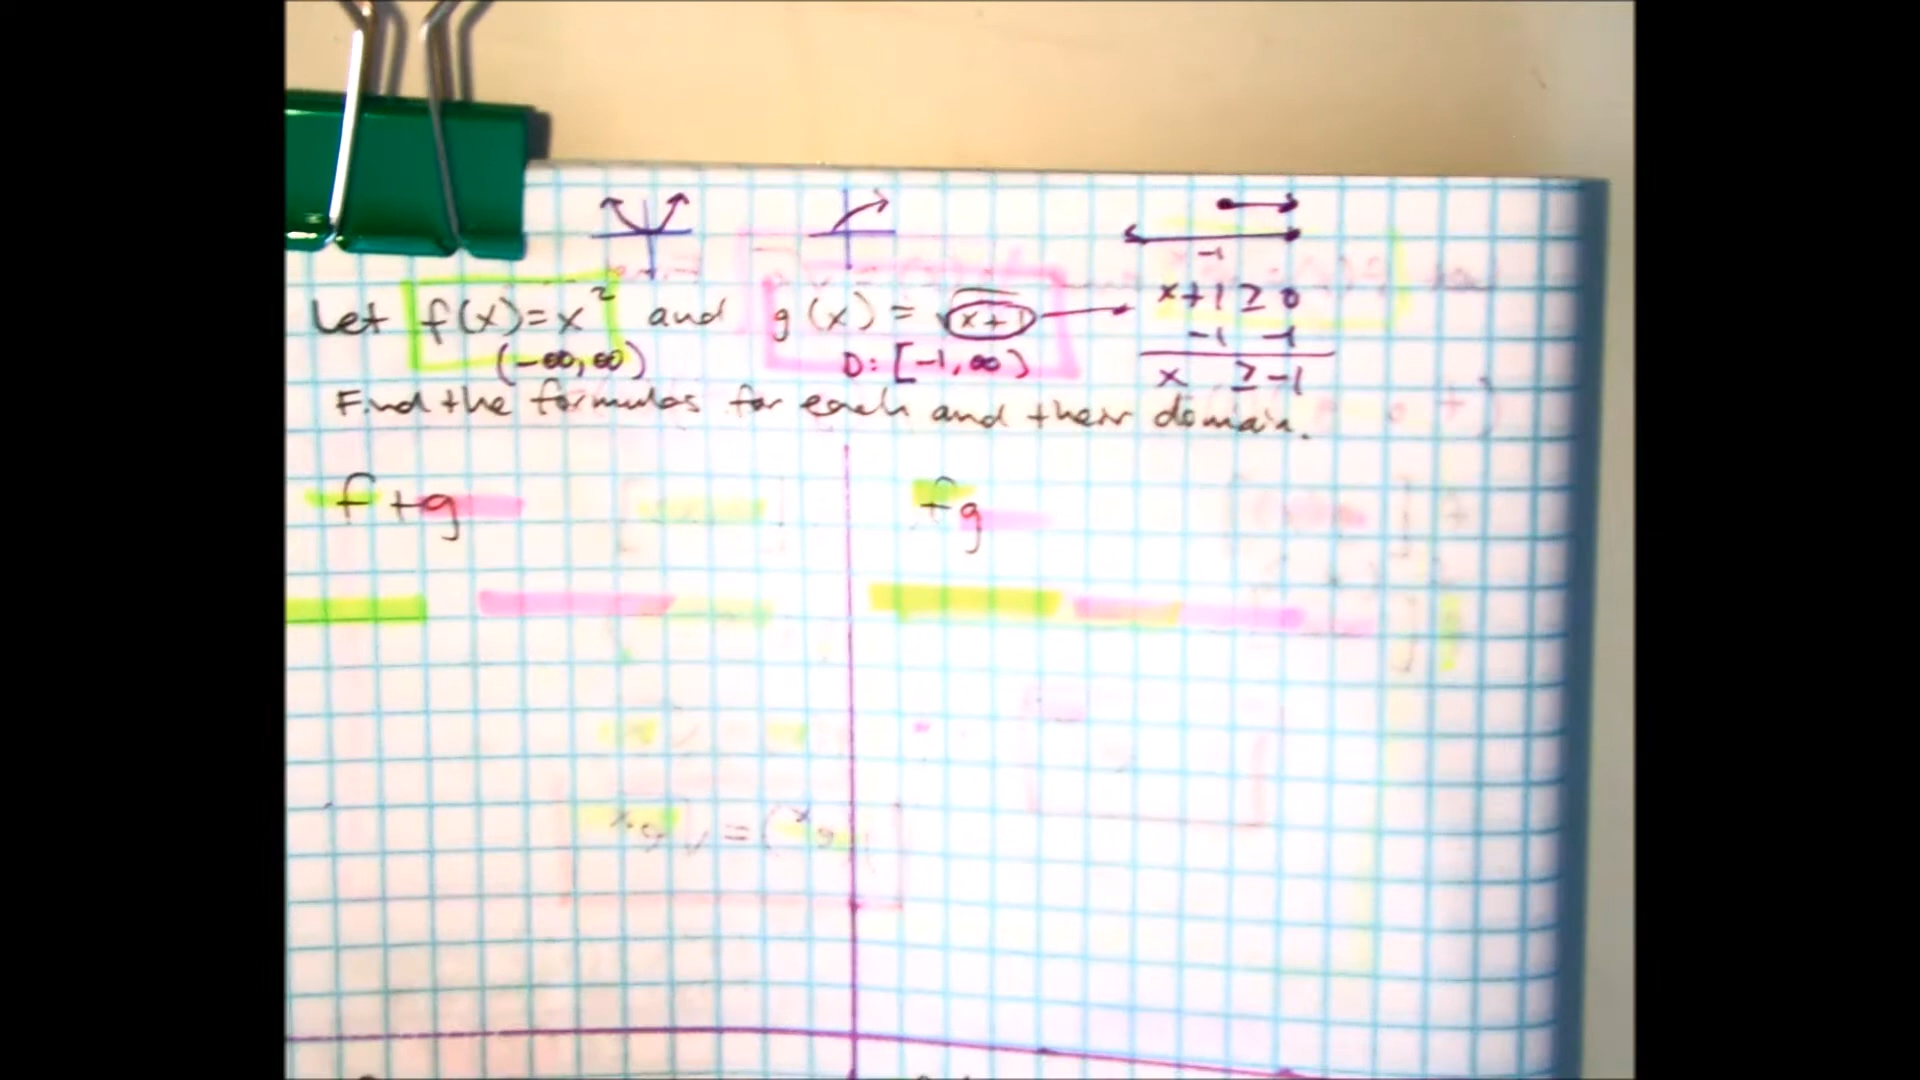 -1
Let f(x)=x² and g(x) = √x+1 x+1≥0
-1 -1
(-∞,∞) D: [-1,∞) x ≥-1
Find the formulas for each and their domain.
f+g fg